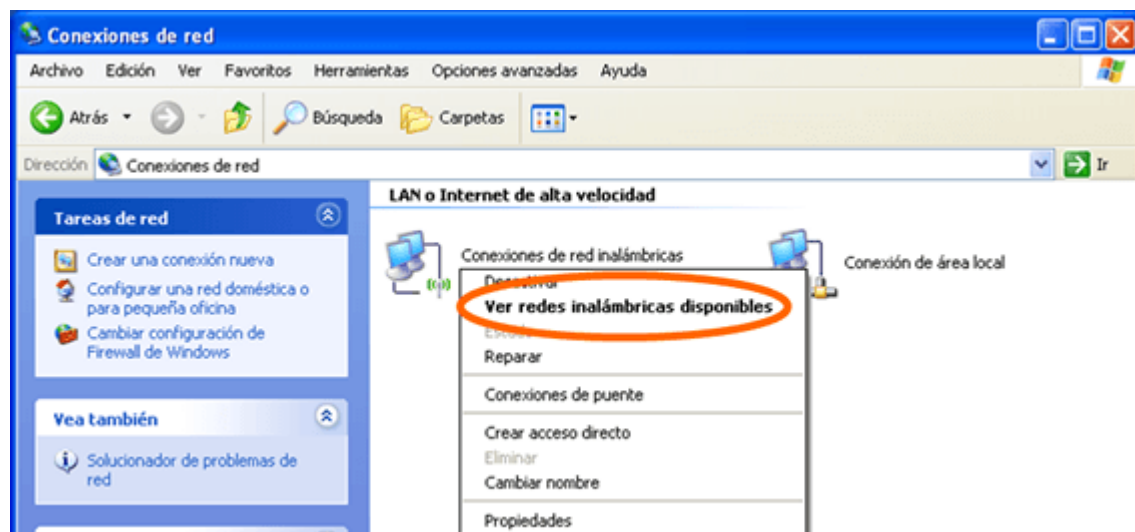 Conexiones de red
Archivo Edición Ver Favoritos Herramientas Opciones avanzadas Ayuda
Atrás Búsqueda Carpetas
Dirección Conexiones de red Ir
LAN o Internet de alta velocidad
Tareas de red
Crear una conexión nueva
Configurar una red doméstica o
para pequeña oficina
Cambiar configuración de
Firewall de Windows
Vea también
Solucionador de problemas de
red
Conexiones de red inalámbricas
Conexión de área local
Desactivar
Ver redes inalámbricas disponibles
Reparar
Conexiones de puente
Crear acceso directo
Eliminar
Cambiar nombre
Propiedades